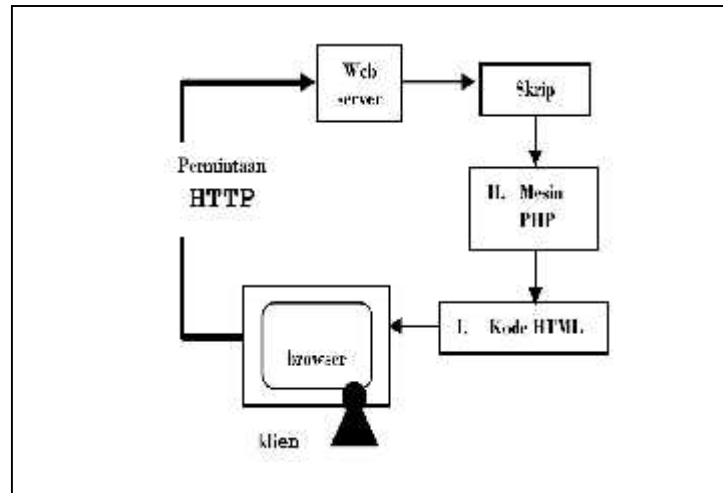 Web
server
Skrip
Permintaan
HTTP
II. Mesin
PHP
I. Kode HTML
browser
klien